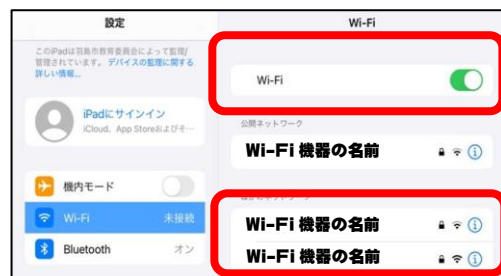 設定
このiPadは羽島市教育委員会によって監理/
管理されています。デバイスの監理に関する
詳しい情報...
iPadにサインイン
iCloud、App Storeおよびそ…
機内モード
Wi-Fi 未接続
Bluetooth オン
Wi-Fi
Wi-Fi
公開ネットワーク
Wi-Fi 機器の名前
Wi-Fi 機器の名前
Wi-Fi 機器の名前